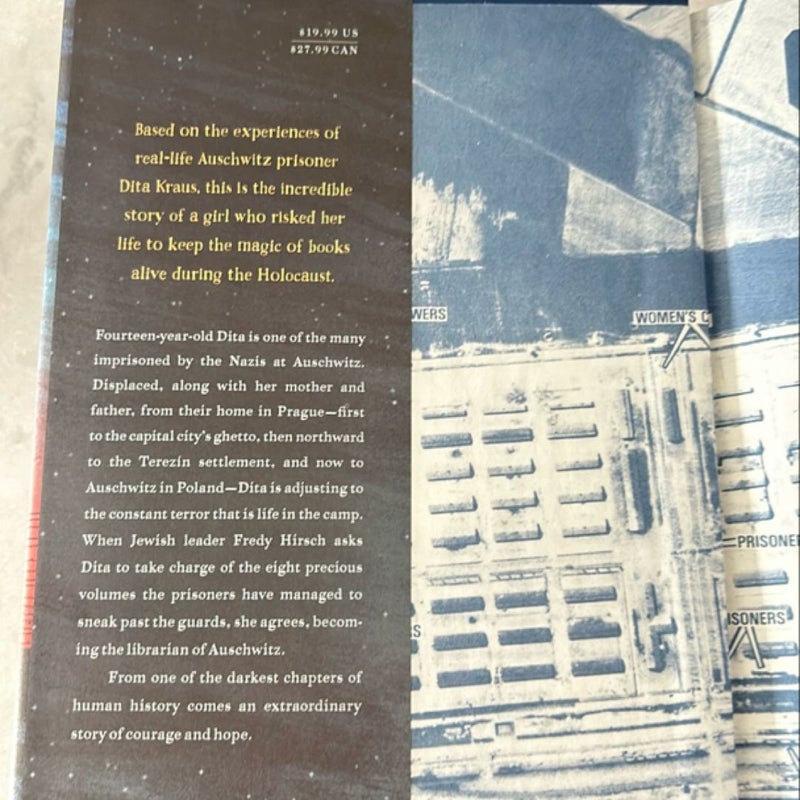 $19.99 US
$27.99 CAN
Based on the experiences of
real-life Auschwitz prisoner
Dita Kraus, this is the incredible
story of a girl who risked her
life to keep the magic of books
alive during the Holocaust.
Fourteen-year-old Dita is one of the many
imprisoned by the Nazis at Auschwitz.
Displaced, along with her mother and
father, from their home in Prague—first
to the capital city's ghetto, then northward
to the Terezín settlement, and now to
Auschwitz in Poland—Dita is adjusting to
the constant terror that is life in the camp.
When Jewish leader Fredy Hirsch asks
Dita to take charge of the eight precious
volumes the prisoners have managed to
sneak past the guards, she agrees, becom-
ing the librarian of Auschwitz.
From one of the darkest chapters of
human history comes an extraordinary
story of courage and hope.
WERS
WOMEN'S C
PRISONE
ISONERS
S